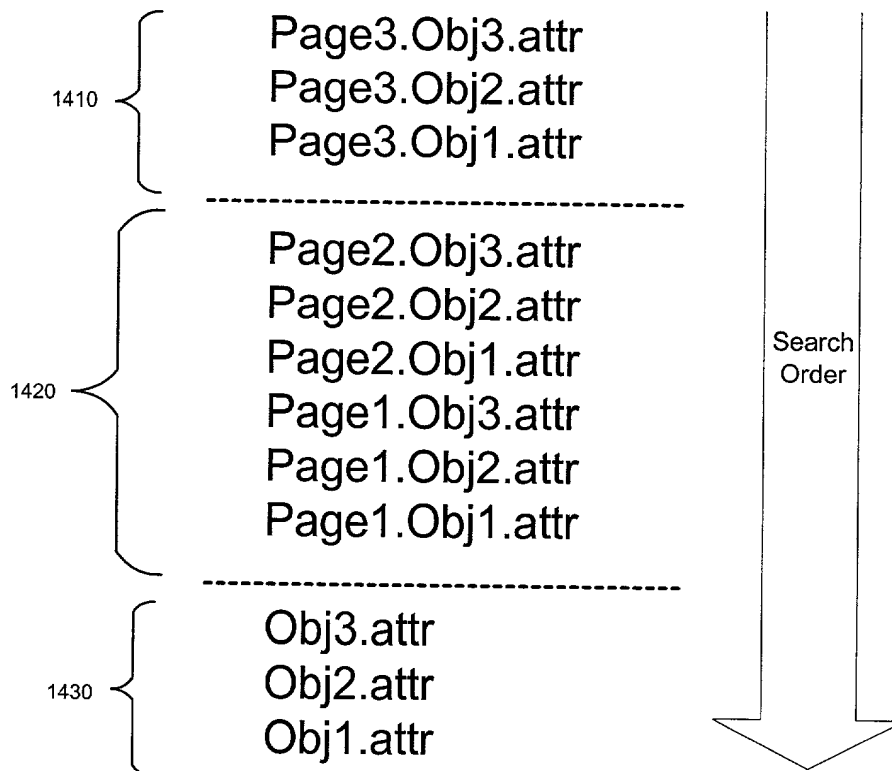 Page3.Obj3.attr
Page3.Obj2.attr
1410
Page3.Obj1.attr
Page2.Obj3.attr
Page2.Obj2.attr
Page2.Obj1.attr
Search
Order
1420
Page1.Obj3.attr
Page1.Obj2.attr
Page1.Obj1.attr
Obj3.attr
1430
Obj2.attr
Obj1.attr